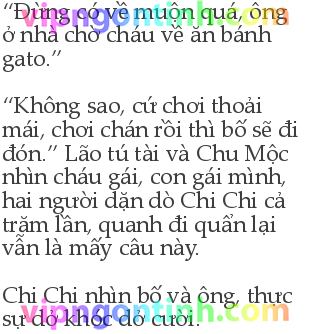 “Đừng có về muộn quá, ông
ở nhà chờ cháu về ăn bánh
gato.”
“Không sao, cứ chơi thoải
mái, chơi chán rồi thì bố sẽ đi
đón.” Lão tú tài và Chu Mộc
nhìn cháu gái, con gái mình,
hai người dặn dò Chi Chi cả
trăm lần, quanh đi quẩn lại
vẫn là mấy câu này.
Chi Chi nhìn bố và ông, thực
sự dở khóc dở cười.
vipngontinh.com
vipngontinh.com